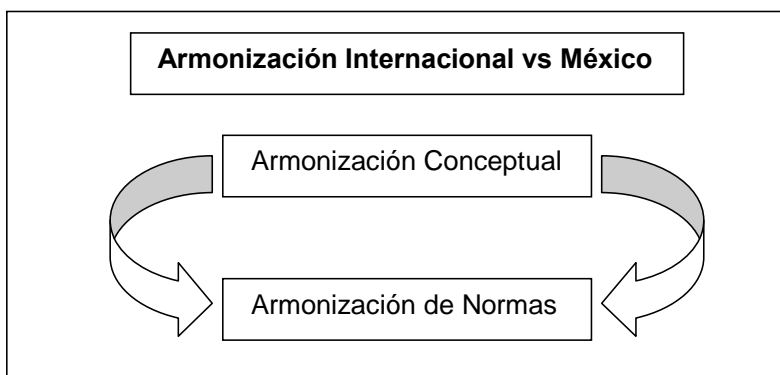 Armonización Internacional vs México
Armonización Conceptual
Armonización de Normas